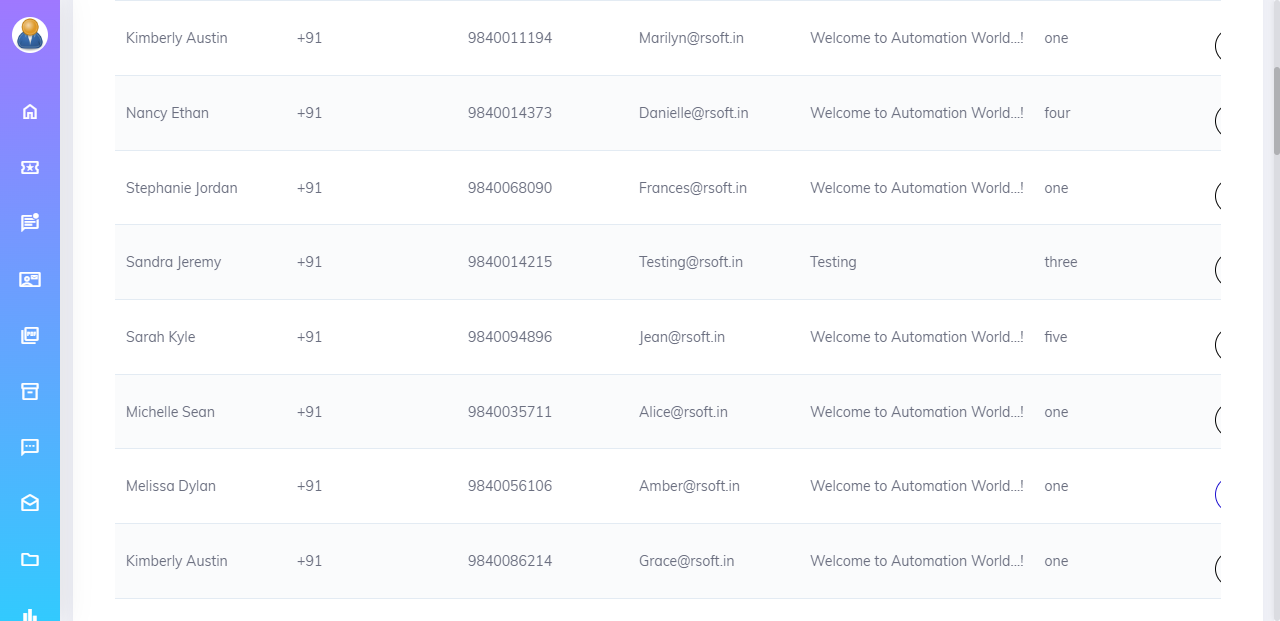 Kimberly Austin +91 9840011194 Marilyn@rsoft.in Welcome to Automation World...! one
Nancy Ethan +91 9840014373 Danielle@rsoft.in Welcome to Automation World...! four
Stephanie Jordan +91 9840068090 Frances@rsoft.in Welcome to Automation World...! one
Sandra Jeremy +91 9840014215 Testing@rsoft.in Testing three
Sarah Kyle +91 9840094896 Jean@rsoft.in Welcome to Automation World...! five
Michelle Sean +91 9840035711 Alice@rsoft.in Welcome to Automation World...! one
Melissa Dylan +91 9840056106 Amber@rsoft.in Welcome to Automation World...! one
Kimberly Austin +91 9840086214 Grace@rsoft.in Welcome to Automation World...! one